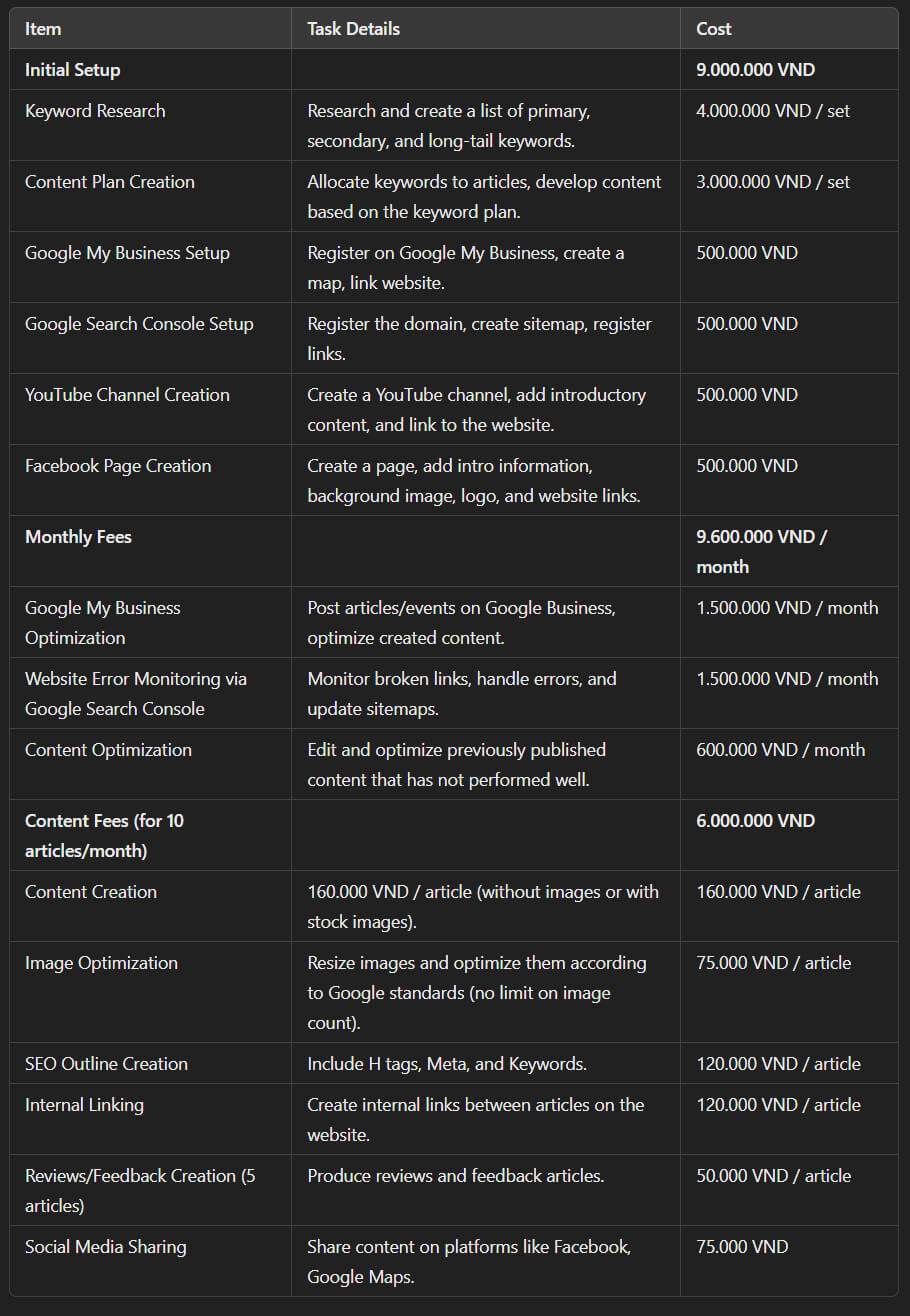 Item Task Details Cost
Initial Setup 9.000.000 VND
Keyword Research Research and create a list of primary, 4.000.000 VND / set
secondary, and long-tail keywords.
Content Plan Creation Allocate keywords to articles, develop content 3.000.000 VND / set
based on the keyword plan.
Google My Business Setup Register on Google My Business, create a 500.000 VND
map, link website.
Google Search Console Setup Register the domain, create sitemap, register 500.000 VND
links.
YouTube Channel Creation Create a YouTube channel, add introductory 500.000 VND
content, and link to the website.
Facebook Page Creation Create a page, add intro information, 500.000 VND
background image, logo, and website links.
Monthly Fees 9.600.000 VND /
month
Google My Business Post articles/events on Google Business, 1.500.000 VND / month
Optimization optimize created content.
Website Error Monitoring via Monitor broken links, handle errors, and 1.500.000 VND / month
Google Search Console update sitemaps.
Content Optimization Edit and optimize previously published 600.000 VND / month
content that has not performed well.
Content Fees (for 10 6.000.000 VND
articles/month)
Content Creation 160.000 VND / article (without images or with 160.000 VND / article
stock images).
Image Optimization Resize images and optimize them according 75.000 VND / article
to Google standards (no limit on image
count).
SEO Outline Creation Include H tags, Meta, and Keywords. 120.000 VND / article
Internal Linking Create internal links between articles on the 120.000 VND / article
website.
Reviews/Feedback Creation (5 Produce reviews and feedback articles. 50.000 VND / article
articles)
Social Media Sharing Share content on platforms like Facebook, 75.000 VND
Google Maps.